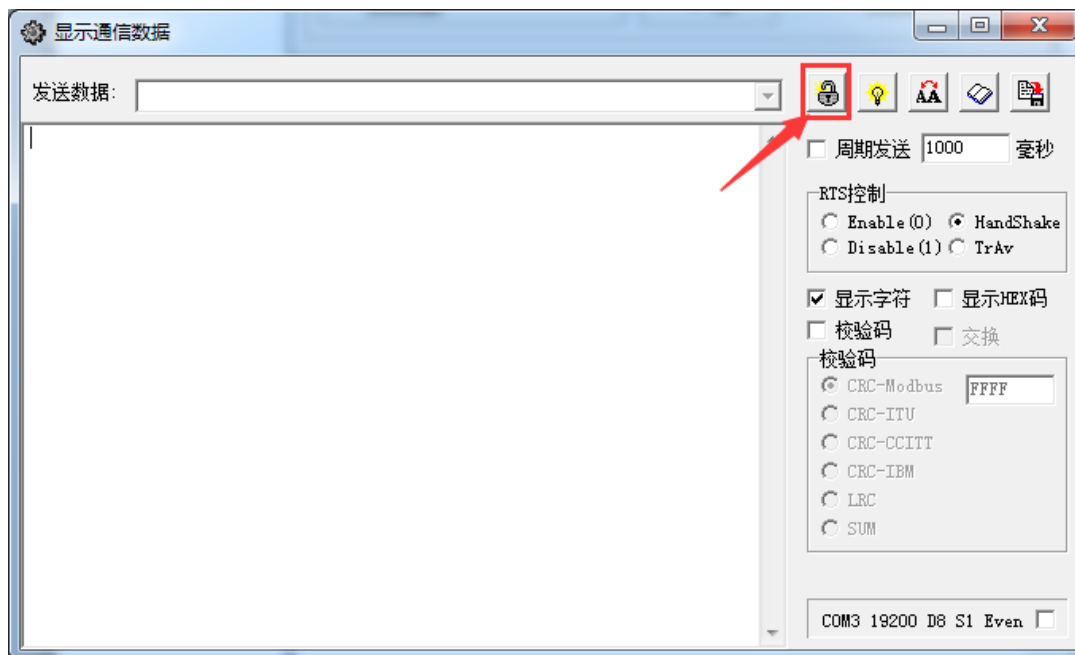 显示通信数据
发送数据:
AA
周期发送 1000 毫秒
RTS控制
Enable(0) HandShake
Disable(1) TrAv
显示字符 显示HEX码
校验码 交换
校验码
CRC-Modbus FFFF
CRC-ITU
CRC-CCITT
CRC-IBM
LRC
SUM
COM3 19200 D8 S1 Even